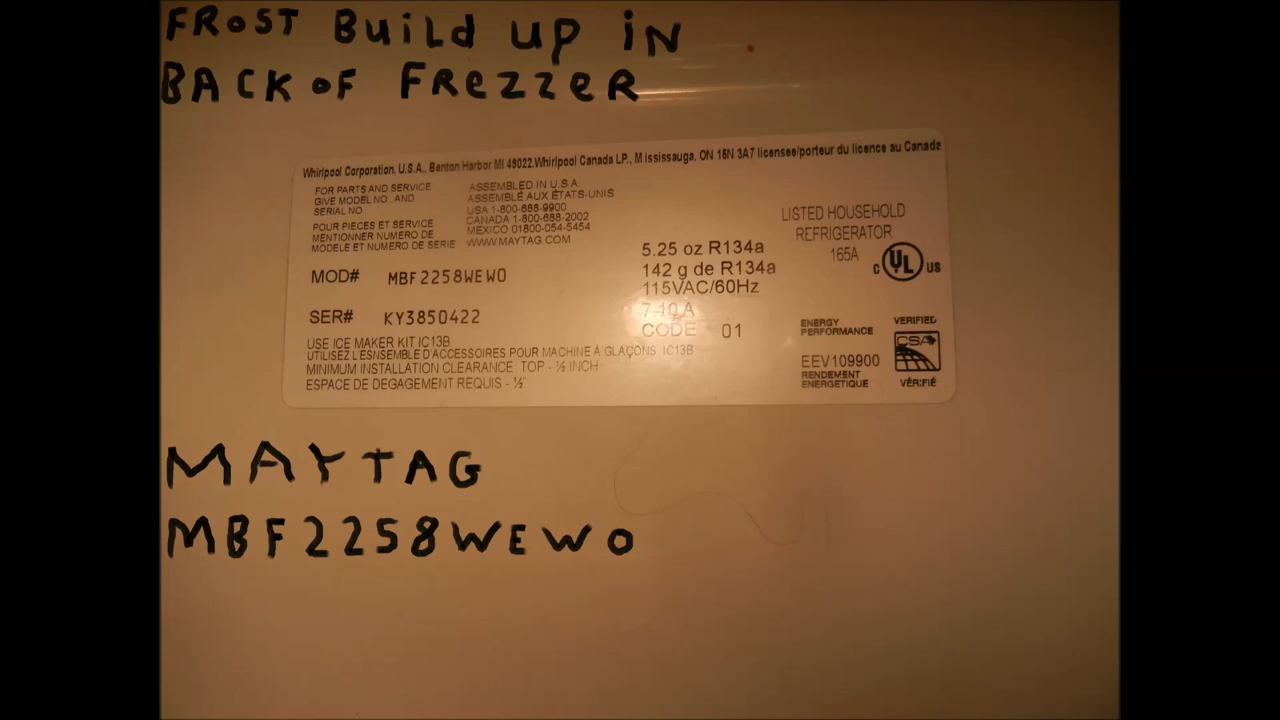 FROST Build up iN
BACK oF FRezzeR
Whirlpool Corporation, U.S.A., Benton Harbor MI 49022.Whirlpool Canada LP., Mississauga, ON 16N 3A7 licensee/porteur du licence au Canada
FOR PARTS AND SERVICE
GIVE MODEL NO.. AND
SERIAL NO
POUR PIECES ET SERVICE
MENTIONNER NUMERO DE
MODELE ET NUMERO DE SERIE
ASSEMBLED IN U.S.A.
ASSEMBLÉ AUX ÉTATS-UNIS
USA 1-800-688-9900
CANADA 1-800-688-2002
MEXICO 01800-054-5454
WWW.MAYTAG.COM
MOD# MBF2258WEW0
SER# KY3850422
5.25 oz R134a
142 g de R134a
115VAC/60Hz
7.10 A
CODE 01
LISTED HOUSEHOLD
REFRIGERATOR
165A
C UL US
USE ICE MAKER KIT IC13B
UTILISEZ L'ESNSEMBLE D'ACCESSOIRES POUR MACHINE À GLAÇONS IC13B
MINIMUM INSTALLATION CLEARANCE TOP - ½ INCH
ESPACE DE DEGAGEMENT REQUIS - ½"
ENERGY
PERFORMANCE
EEV109900
RENDEMENT
ENERGETIQUE
VERIFIED
CSA
VÉRIFIÉ
MAYTAG
MBF2258WEWO